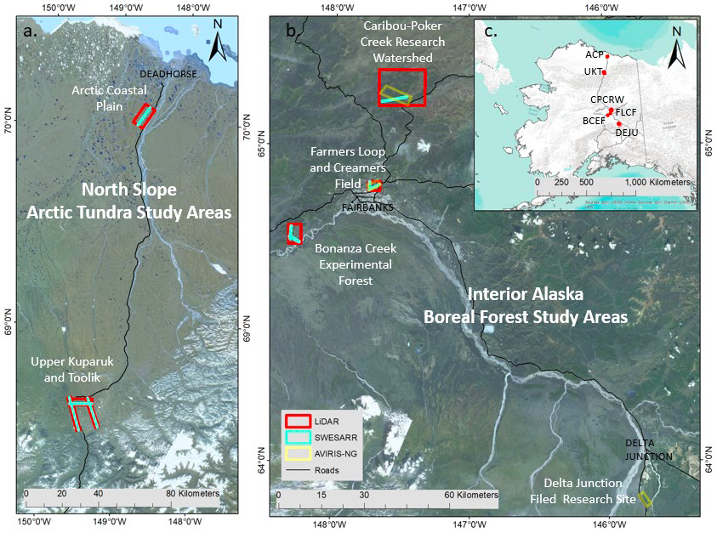 a.
150°0'W 149°0'W 148°0'W
DEADHORSE
Arctic Coastal
Plain
70°0'N
70°0'N
North Slope
Arctic Tundra Study Areas
69°0'N
69°0'N
Upper Kuparuk
and Toolik
0 20 40 80 Kilometers
150°0'W 149°0'W 148°0'W
N
b.
148°0'W 147°0'W 146°0'W
Caribou-Poker
Creek Research
Watershed
65°0'N
65°0'N
Farmers Loop
and Creamers
Field
FAIRBANKS
Bonanza Creek
Experimental
Forest
Interior Alaska
Boreal Forest Study Areas
LiDAR
SWESARR
AVIRIS-NG
Roads
DELTA
JUNCTION
64°0'N
64°0'N
Delta Junction
Filed Research Site
0 15 30 60 Kilometers
148°0'W 147°0'W 146°0'W
N
c.
N
ACP
UKT
CPCRW
FLCF
BCEF
DEJU
0 250 500 1,000 Kilometers